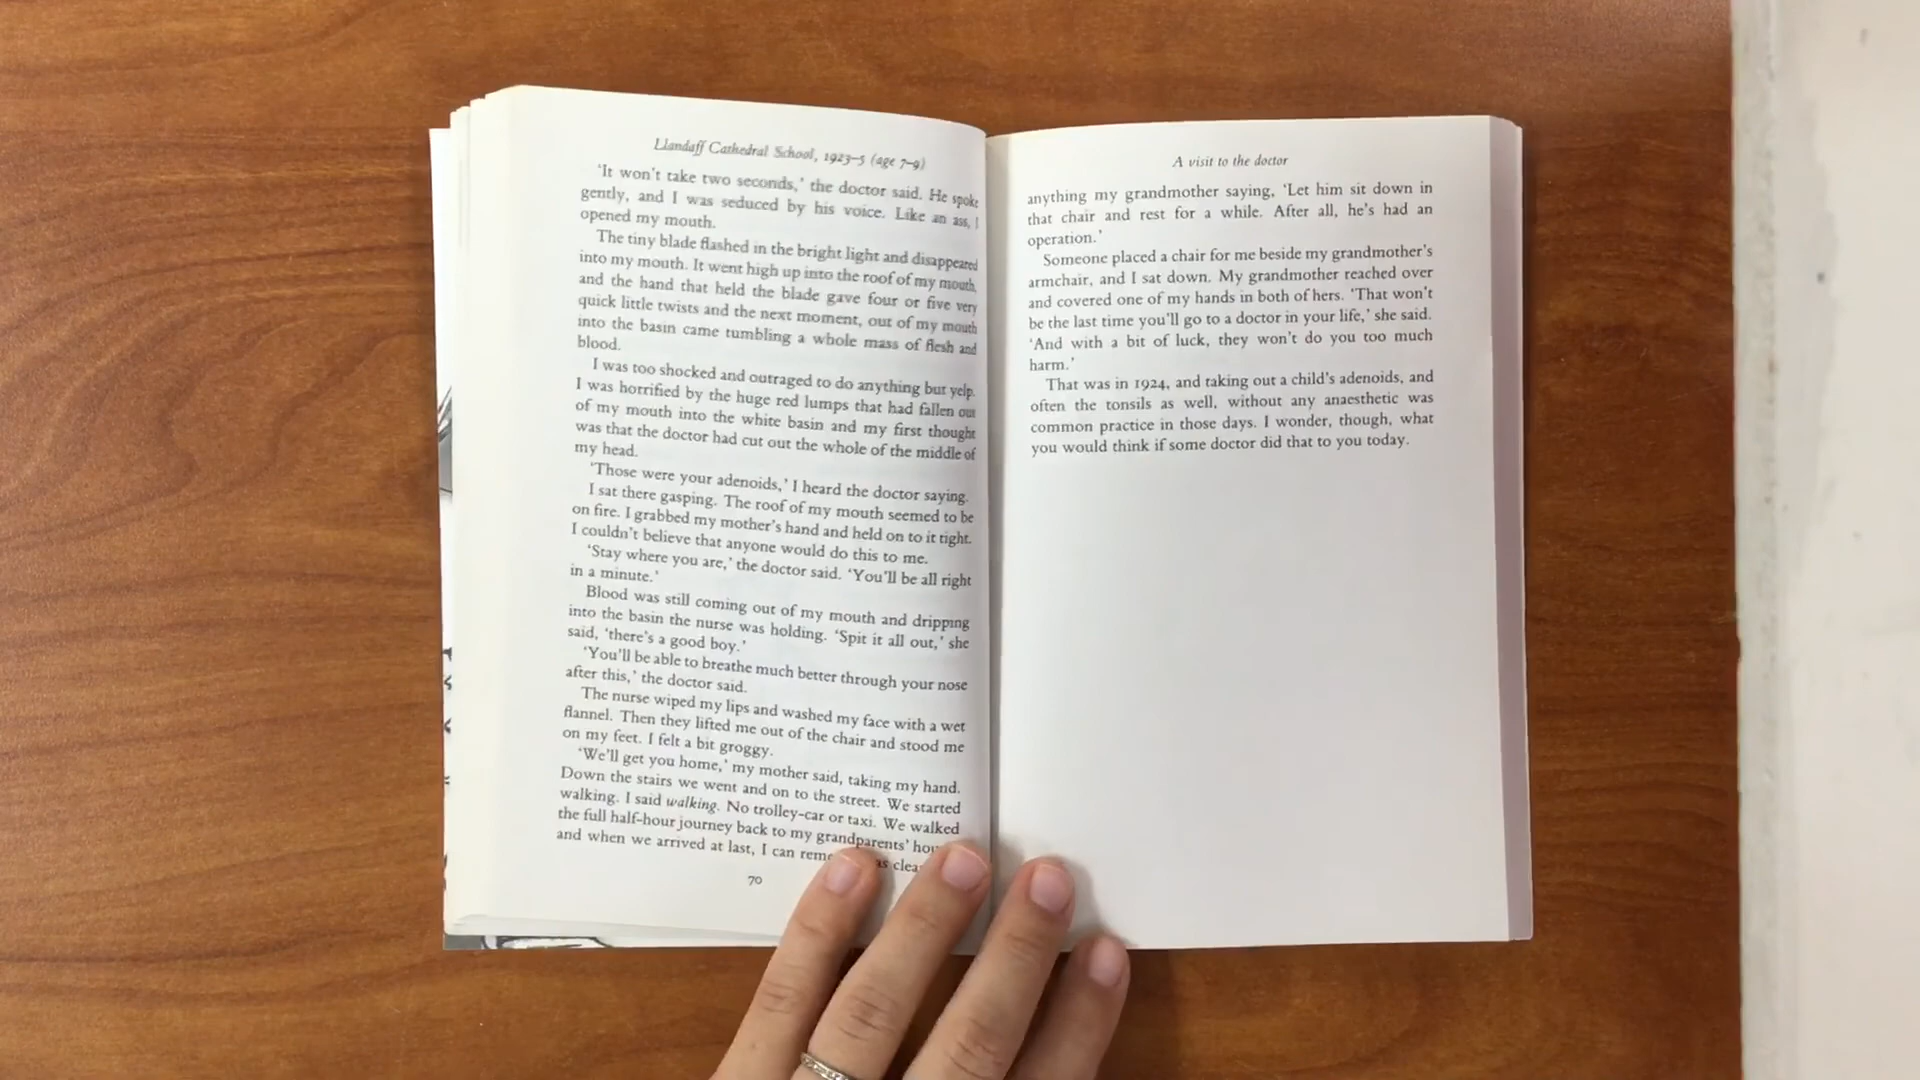 Llandaff Cathedral School, 1923–5 (age 7–9)
‘It won't take two seconds,’ the doctor said. He spoke
gently, and I was seduced by his voice. Like an ass, I
opened my mouth.
The tiny blade flashed in the bright light and disappeared
into my mouth. It went high up into the roof of my mouth,
and the hand that held the blade gave four or five very
quick little twists and the next moment, out of my mouth
into the basin came tumbling a whole mass of flesh and
blood.
I was too shocked and outraged to do anything but yelp.
I was horrified by the huge red lumps that had fallen out
of my mouth into the white basin and my first thought
was that the doctor had cut out the whole of the middle of
my head.
‘Those were your adenoids,’ I heard the doctor saying.
I sat there gasping. The roof of my mouth seemed to be
on fire. I grabbed my mother's hand and held on to it tight.
I couldn't believe that anyone would do this to me.
‘Stay where you are,’ the doctor said. ‘You'll be all right
in a minute.’
Blood was still coming out of my mouth and dripping
into the basin the nurse was holding. ‘Spit it all out,’ she
said, ‘there's a good boy.’
‘You'll be able to breathe much better through your nose
after this,’ the doctor said.
The nurse wiped my lips and washed my face with a wet
flannel. Then they lifted me out of the chair and stood me
on my feet. I felt a bit groggy.
‘We'll get you home,’ my mother said, taking my hand.
Down the stairs we went and on to the street. We started
walking. I said walking. No trolley-car or taxi. We walked
the full half-hour journey back to my grandparents'
and when we arrived at last, I can as
70
A visit to the doctor
anything my grandmother saying, ‘Let him sit down in
that chair and rest for a while. After all, he's had an
operation.’
Someone placed a chair for me beside my grandmother's
armchair, and I sat down. My grandmother reached over
and covered one of my hands in both of hers. ‘That won't
be the last time you'll go to a doctor in your life,’ she said.
‘And with a bit of luck, they won't do you too much
harm.’
That was in 1924, and taking out a child's adenoids, and
often the tonsils as well, without any anaesthetic was
common practice in those days. I wonder, though, what
you would think if some doctor did that to you today.